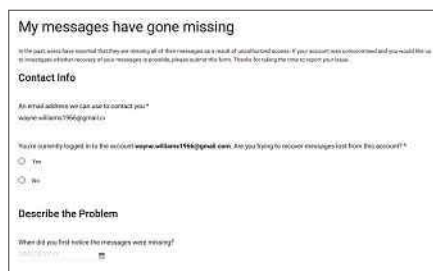 My messages have gone missing
In the past, users have reported that they are missing all of their messages as a result of unauthorized access. If your account was compromised and you would like us
to investigate whether recovery of your messages is possible, please submit this form. Thanks for taking the time to report your issue.
Contact Info
An email address we can use to contact you *
You're currently logged in to the account wayne.williams1966@gmail.com. Are you trying to recover messages lost from this account? *
Yes
No
Describe the Problem
When did you first notice the messages were missing?